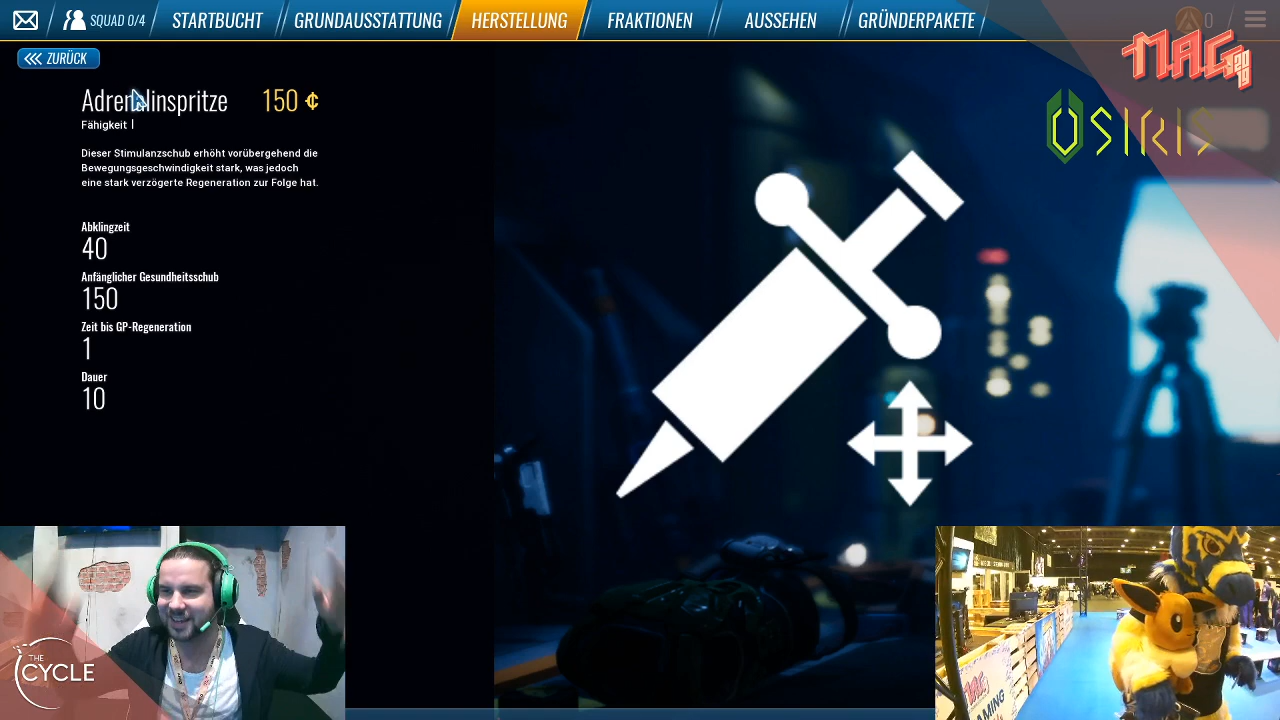 SQUAD 0/4
STARTBUCHT
GRUNDAUSSTATTUNG
HERSTELLUNG
FRAKTIONEN
AUSSEHEN
GRÜNDERPAKETE
0
ZURÜCK
Adrenalinspritze 150 ¢
Fähigkeit I
Dieser Stimulanzschub erhöht vorübergehend die
Bewegungsgeschwindigkeit stark, was jedoch
eine stark verzögerte Regeneration zur Folge hat.
Abklingzeit
40
Anfänglicher Gesundheitsschub
150
Zeit bis GP-Regeneration
1
Dauer
10
M.A.G.
2019
OSIRIS
THE
CYCLE
M.A.G.
GAMING